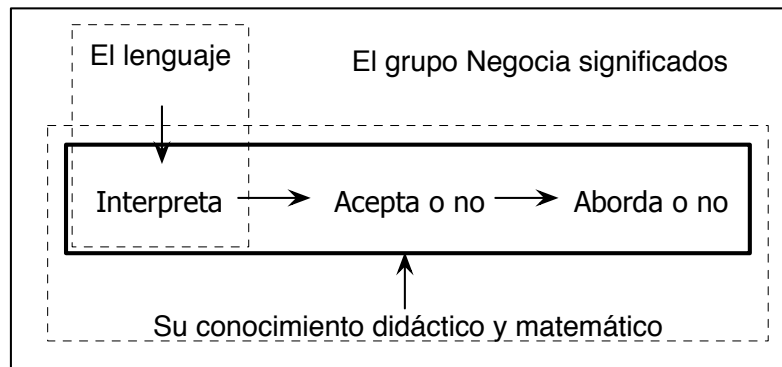 El lenguaje
El grupo Negocia significados
Interpreta
Acepta o no
Aborda o no
Su conocimiento didáctico y matemático